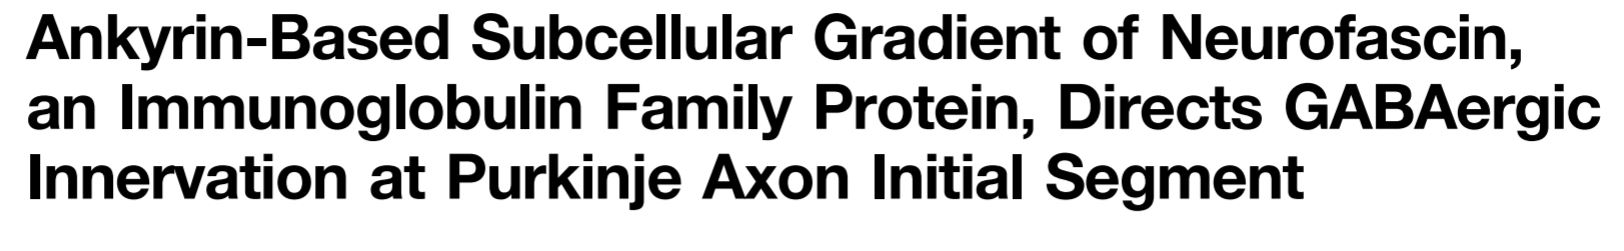 Ankyrin-Based Subcellular Gradient of Neurofascin,
an Immunoglobulin Family Protein, Directs GABAergic
Innervation at Purkinje Axon Initial Segment